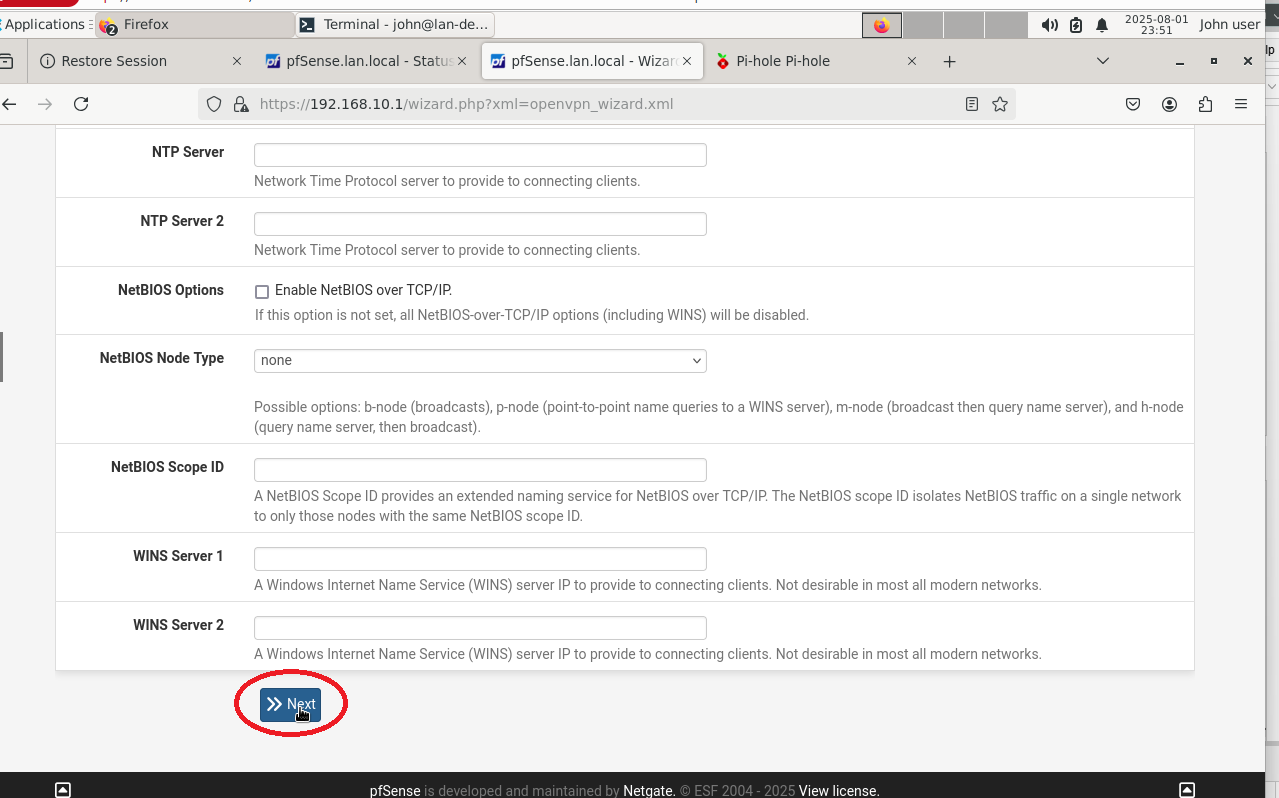 Applications
2 Firefox
Terminal - john@lan-de...
2025-08-01
23:51
John user
Restore Session
pfSense.lan.local - Status
pfSense.lan.local - Wizar
Pi-hole Pi-hole
https://192.168.10.1/wizard.php?xml=openvpn_wizard.xml
NTP Server
Network Time Protocol server to provide to connecting clients.
NTP Server 2
Network Time Protocol server to provide to connecting clients.
NetBIOS Options
Enable NetBIOS over TCP/IP.
If this option is not set, all NetBIOS-over-TCP/IP options (including WINS) will be disabled.
NetBIOS Node Type
none
Possible options: b-node (broadcasts), p-node (point-to-point name queries to a WINS server), m-node (broadcast then query name server), and h-node
(query name server, then broadcast).
NetBIOS Scope ID
A NetBIOS Scope ID provides an extended naming service for NetBIOS over TCP/IP. The NetBIOS scope ID isolates NetBIOS traffic on a single network
to only those nodes with the same NetBIOS scope ID.
WINS Server 1
A Windows Internet Name Service (WINS) server IP to provide to connecting clients. Not desirable in most all modern networks.
WINS Server 2
A Windows Internet Name Service (WINS) server IP to provide to connecting clients. Not desirable in most all modern networks.
Next
pfSense is developed and maintained by Netgate. © ESF 2004 - 2025 View license.